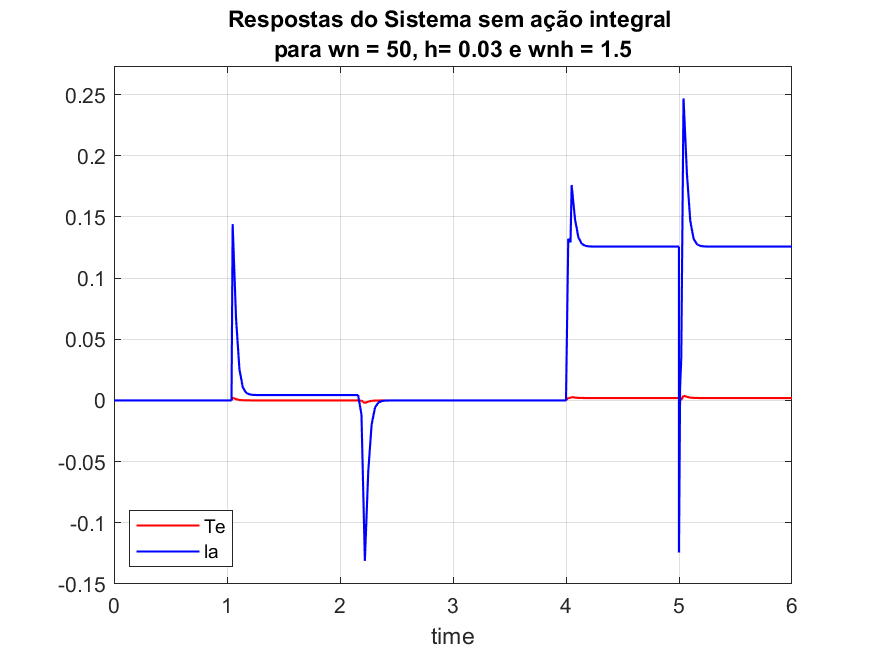 Respostas do Sistema sem ação integral
para wn = 50, h= 0.03 e wnh = 1.5
0.25
0.2
0.15
0.1
0.05
0
-0.05
-0.1
-0.15
Te
Ia
0 1 2 3 4 5 6
time